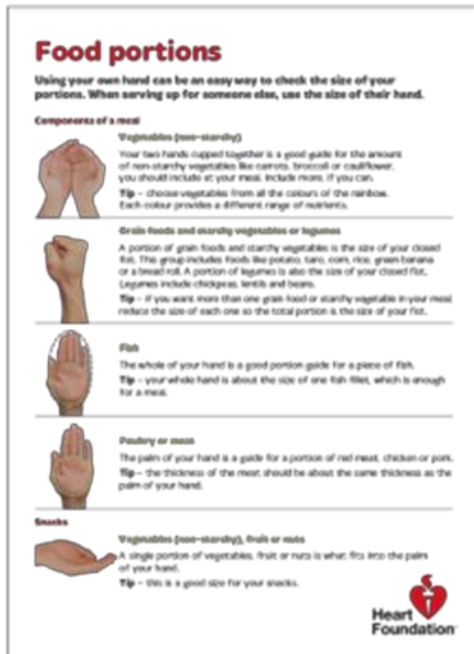 Food portions
Using your own hand can be an easy way to check the size of your
portions. When serving up for someone else, use the size of their hand.
Components of a meal
Vegetables (non-starchy)
Your two hands cupped together is a good guide for the amount
of non-starchy vegetables like carrots, broccoli or cauliflower,
you should include at your meal. Include more, if you can.
Tip – choose vegetables from all the colours of the rainbow.
Each colour provides a different range of nutrients.
Grain foods and starchy vegetables or legumes
A portion of grain foods and starchy vegetables is the size of your closed
fist. This group includes foods like potato, taro, corn, rice, green banana
or a bread roll. A portion of legumes is also the size of your closed fist.
Legumes include chickpeas, lentils and beans.
Tip – if you want more than one grain food or starchy vegetable in your meal
reduce the size of each one so the total portion is the size of your fist.
Fish
The whole of your hand is a good portion guide for a piece of fish.
Tip – your whole hand is about the size of one fish fillet, which is enough
for a meal.
Poultry or meat
The palm of your hand is a guide for a portion of red meat, chicken or pork.
Tip – the thickness of the meat should be about the same thickness as the
palm of your hand.
Snacks
Vegetables (non-starchy), fruit or nuts
A single portion of vegetables, fruit or nuts is what fits into the palm
of your hand.
Tip – this is a good size for your snacks.
Heart
Foundation